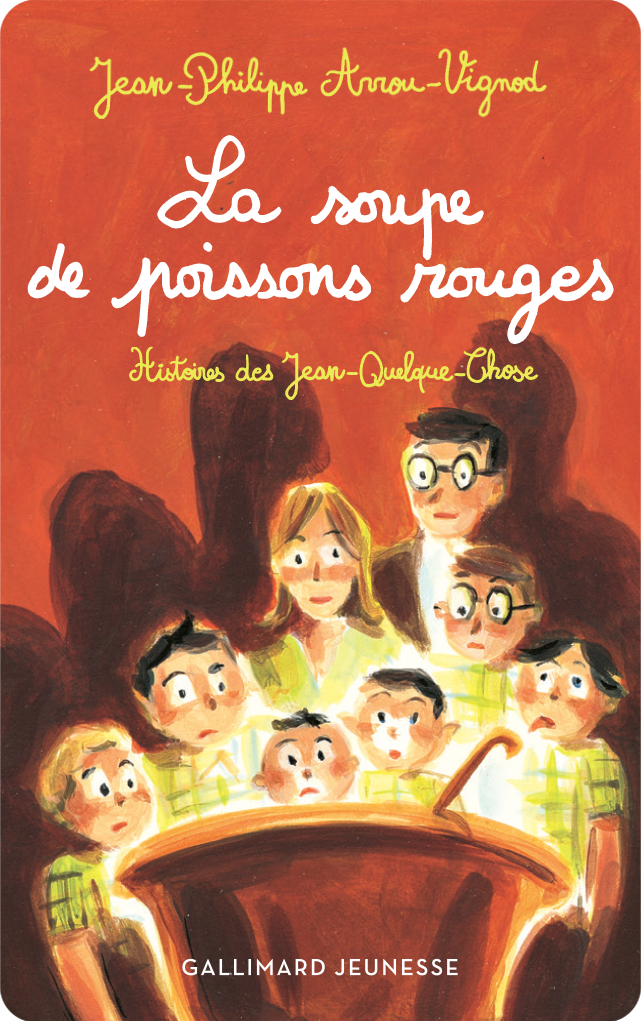 Jean-Philippe Arrou-Vignod
La soupe
de poissons rouges
Histoires des Jean-Quelque-Chose
GALLIMARD JEUNESSE